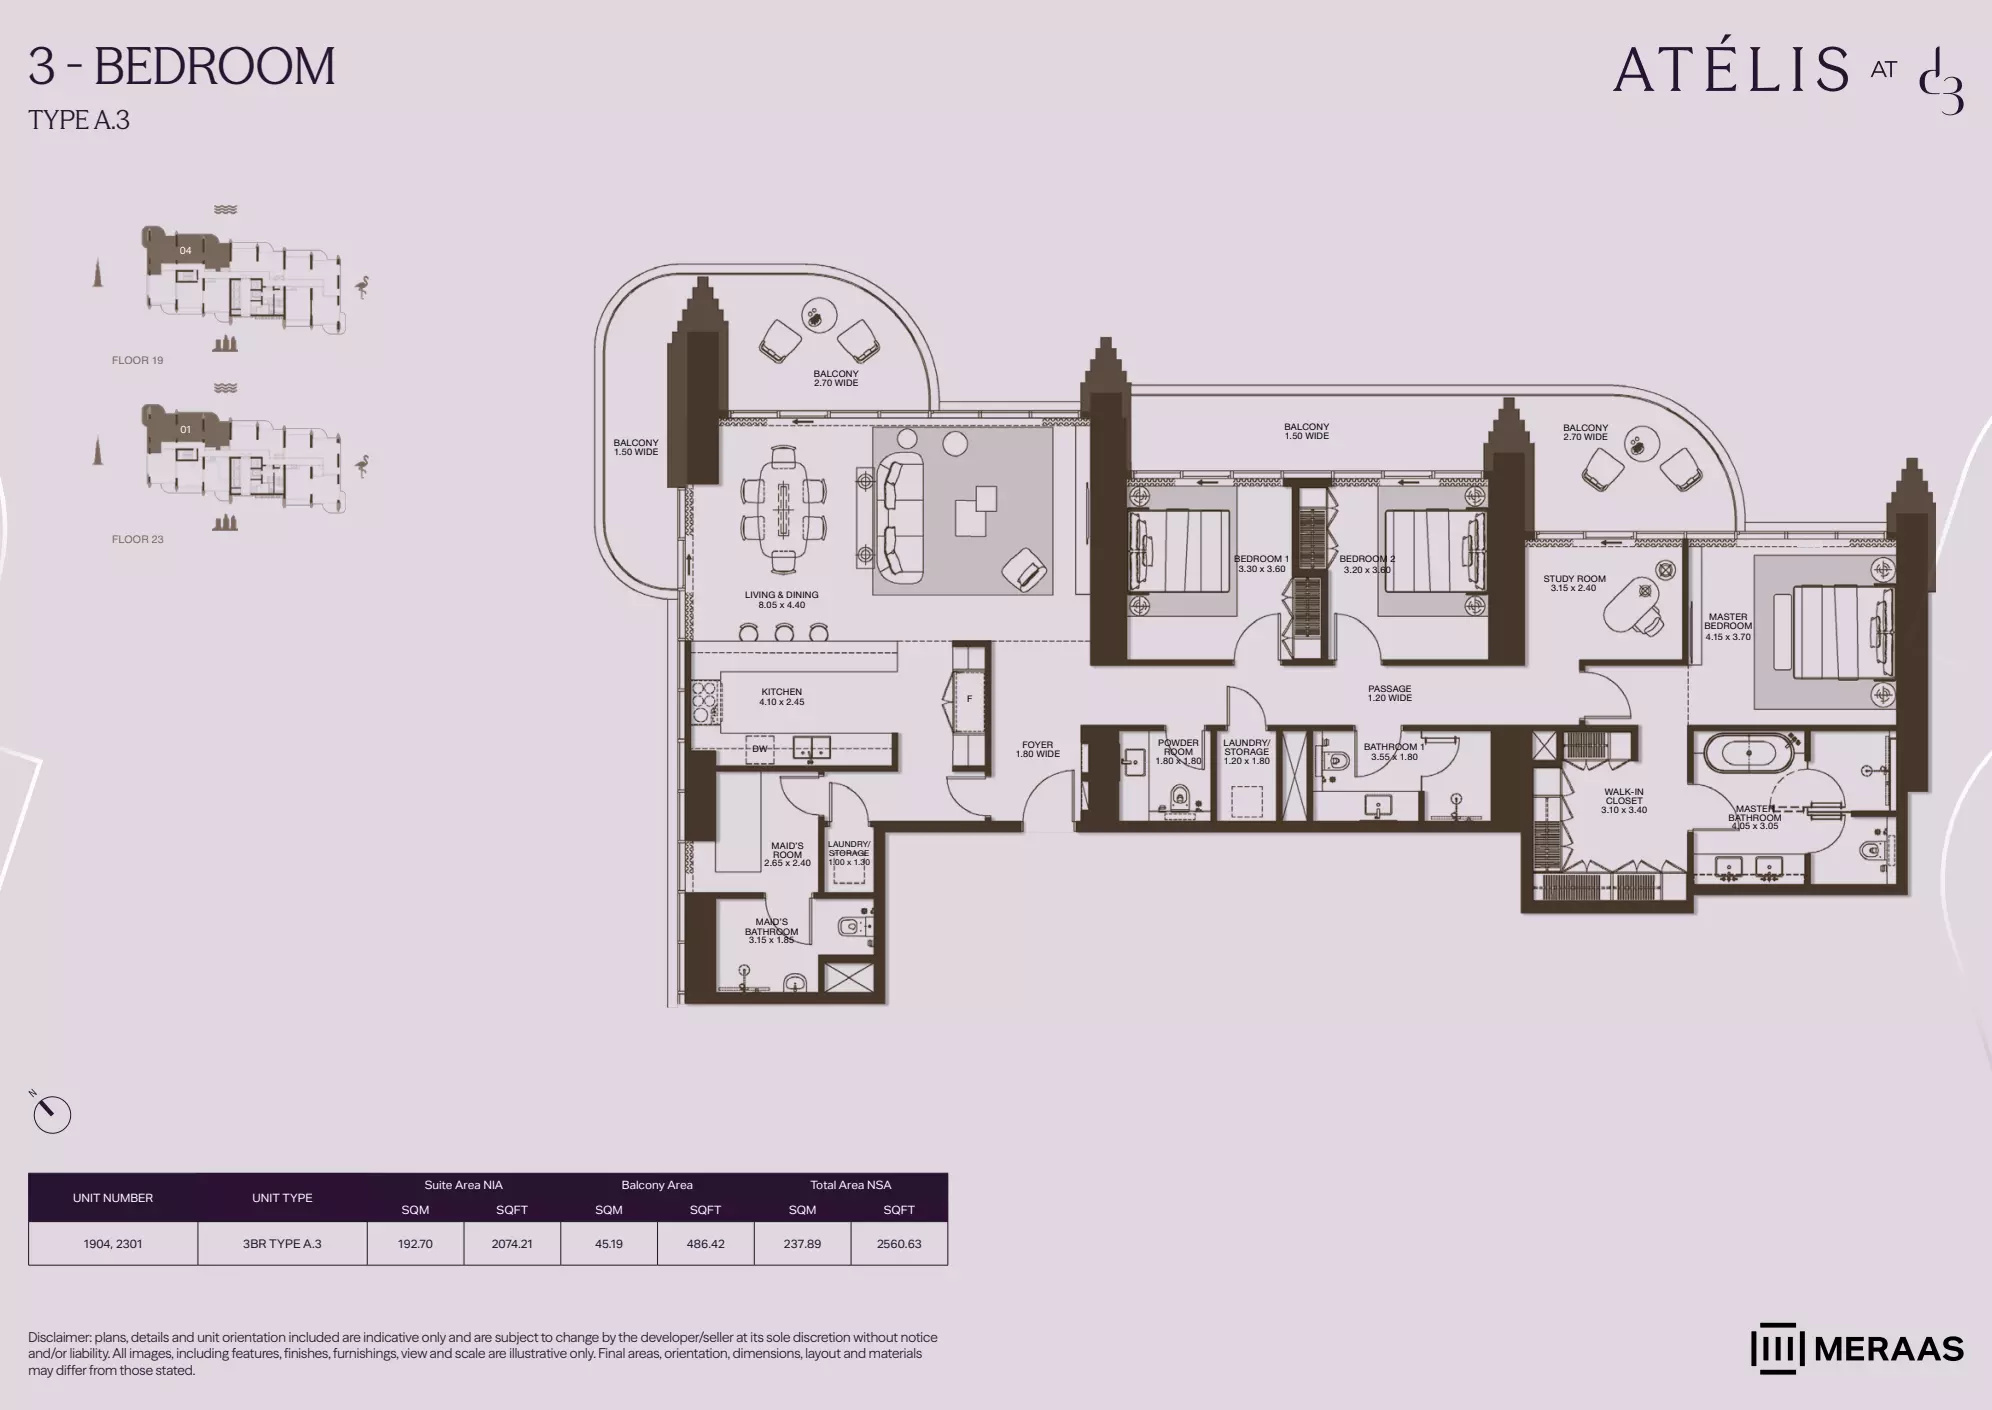 3 - BEDROOM
TYPE A.3
ATÉLIS AT d3
04
FLOOR 19
01
FLOOR 23
BALCONY
2.70 WIDE
BALCONY
1.50 WIDE
BALCONY
1.50 WIDE
BALCONY
2.70 WIDE
LIVING & DINING
8.05 x 4.40
BEDROOM 1
3.30 x 3.60
BEDROOM 2
3.20 x 3.60
STUDY ROOM
3.15 x 2.40
MASTER
BEDROOM
4.15 x 3.70
KITCHEN
4.10 x 2.45
F
DW
PASSAGE
1.20 WIDE
FOYER
1.80 WIDE
POWDER
ROOM
1.80 x 1.80
LAUNDRY/
STORAGE
1.20 x 1.80
BATHROOM 1
3.55 x 1.80
WALK-IN
CLOSET
3.10 x 3.40
MASTER
BATHROOM
4.05 x 3.05
MAID'S
ROOM
2.65 x 2.40
LAUNDRY/
STORAGE
1.00 x 1.30
MAID'S
BATHROOM
3.15 x 1.85
N
UNIT NUMBER UNIT TYPE Suite Area NIA Balcony Area Total Area NSA
SQM SQFT SQM SQFT SQM SQFT
1904, 2301 3BR TYPE A.3 192.70 2074.21 45.19 486.42 237.89 2560.63
Disclaimer: plans, details and unit orientation included are indicative only and are subject to change by the developer/seller at its sole discretion without notice
and/or liability. All images, including features, finishes, furnishings, view and scale are illustrative only. Final areas, orientation, dimensions, layout and materials
may differ from those stated.
MERAAS